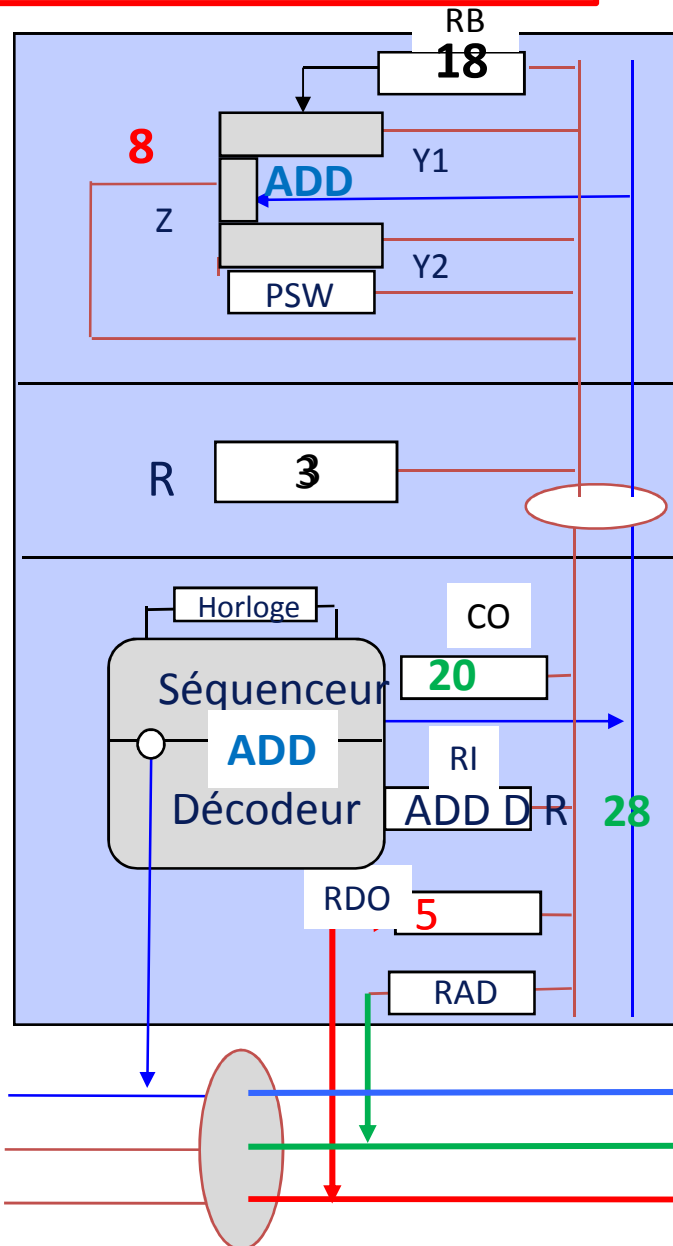 RB
18
8
ADD
Y1
Z
Y2
PSW
R
3
Horloge
CO
Séquenceur
20
ADD
RI
Décodeur
ADD D R
28
RDO
5
RAD